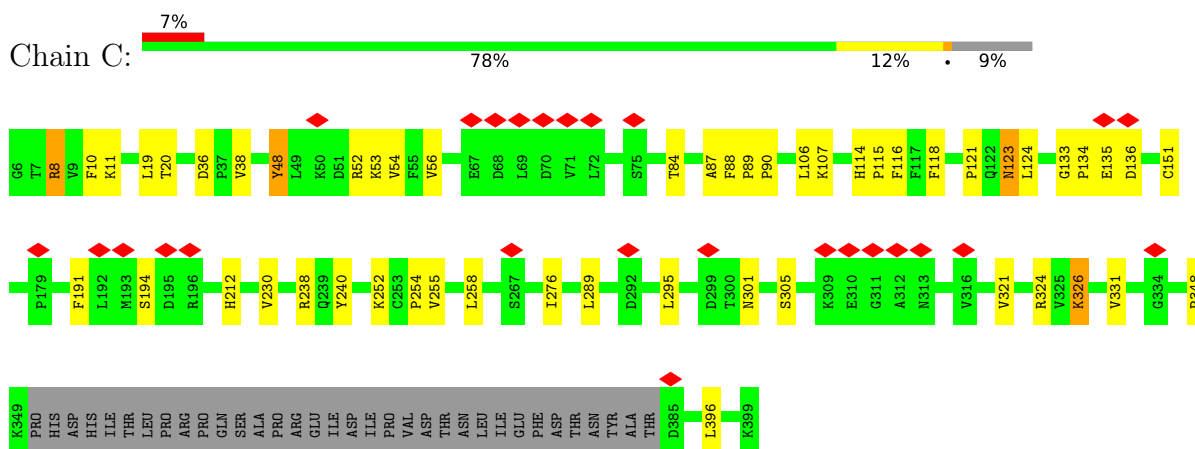 7%
Chain C:
78% 12% • 9%
G6 T7 R8 V9 F10 K11 L19 T20 D36 P37 V38 Y48 L49 K50 D51 R52 K53 V54 F55 V56 E67 D68 L69 D70 V71 L72 S75 T84 A87 F88 P89 P90 L106 K107 H114 P115 F116 F117 F118 P121 Q122 N123 L124 G133 P134 E135 D136 C151
P179 F191 L192 M193 S194 D195 R196 H212 V230 R238 Q239 Y240 K252 C253 P254 V255 L258 S267 I276 L289 D292 L295 D299 T300 N301 S305 K309 E310 G311 A312 N313 V316 V321 R324 V325 K326 V331 G334
K349 PRO HIS ASP HIS ILE THR LEU PRO ARG PRO GLN SER ALA PRO ARG GLU ILE ASP ILE PRO VAL ASP THR ASN LEU ILE GLU PHE ASP THR ASN TYR ALA THR D385 L396 K399